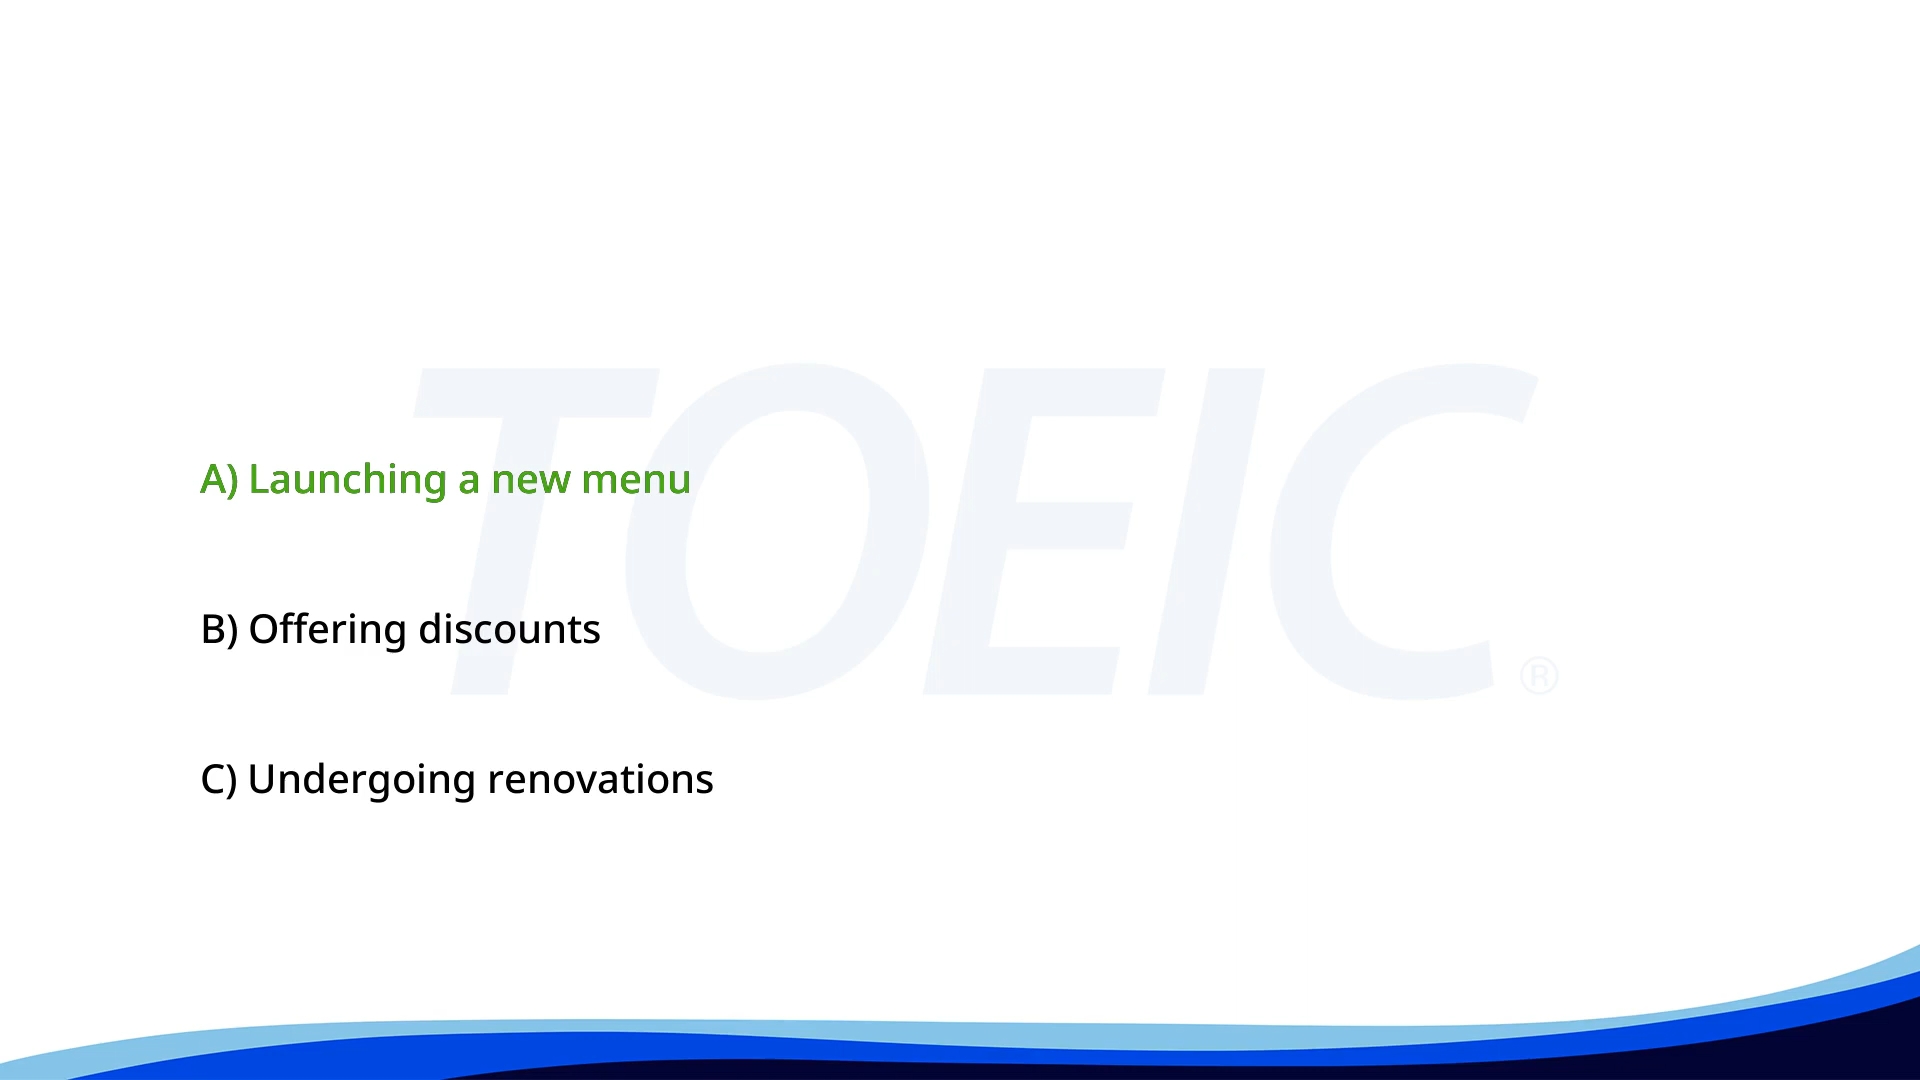 TOEIC®
A) Launching a new menu
B) Offering discounts
C) Undergoing renovations